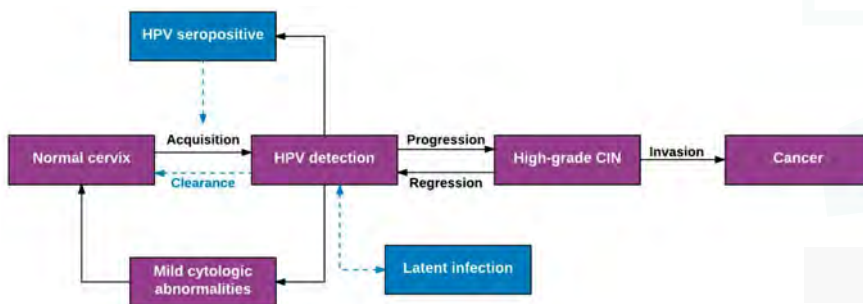 HPV seropositive
Acquisition
Progression
Normal cervix
HPV detection
High-grade CIN
Invasion
Cancer
Clearance
Regression
Mild cytologic
abnormalities
Latent infection